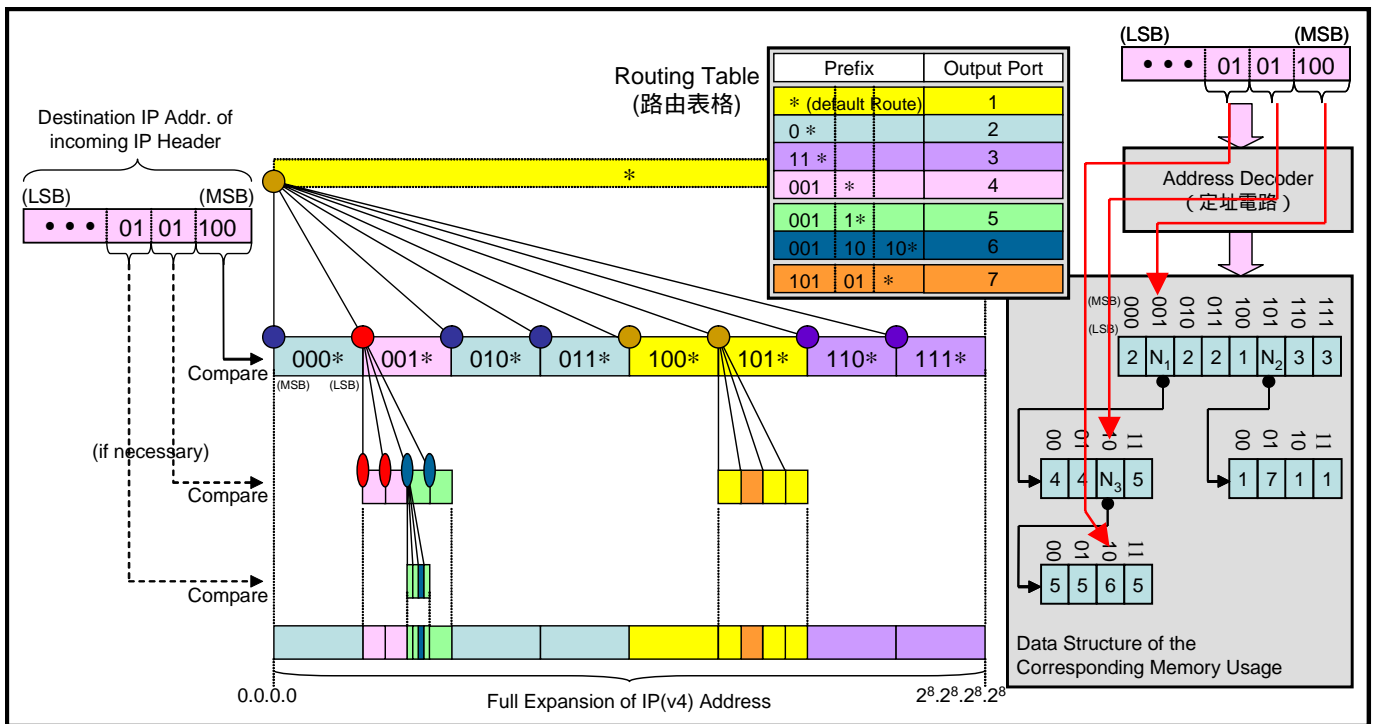 Routing Table
(路由表格)
Prefix Output Port
* (default Route) 1
0 * 2
11 * 3
001 * 4
001 1* 5
001 10 10* 6
101 01 * 7
Destination IP Addr. of
incoming IP Header
(LSB) (MSB)
• • • 01 01 100
*
Compare
000* 001* 010* 011* 100* 101* 110* 111*
(MSB) (LSB)
(if necessary)
Compare
Compare
0.0.0.0 Full Expansion of IP(v4) Address 2⁸.2⁸.2⁸.2⁸
(LSB) (MSB)
• • • 01 01 100
Address Decoder
(定址電路)
(MSB)
(LSB)
000 001 010 011 100 101 110 111
2 N₁ 2 2 1 N₂ 3 3
00 01 10 11
4 4 N₃ 5
00 01 10 11
1 7 1 1
00 01 10 11
5 5 6 5
Data Structure of the
Corresponding Memory Usage